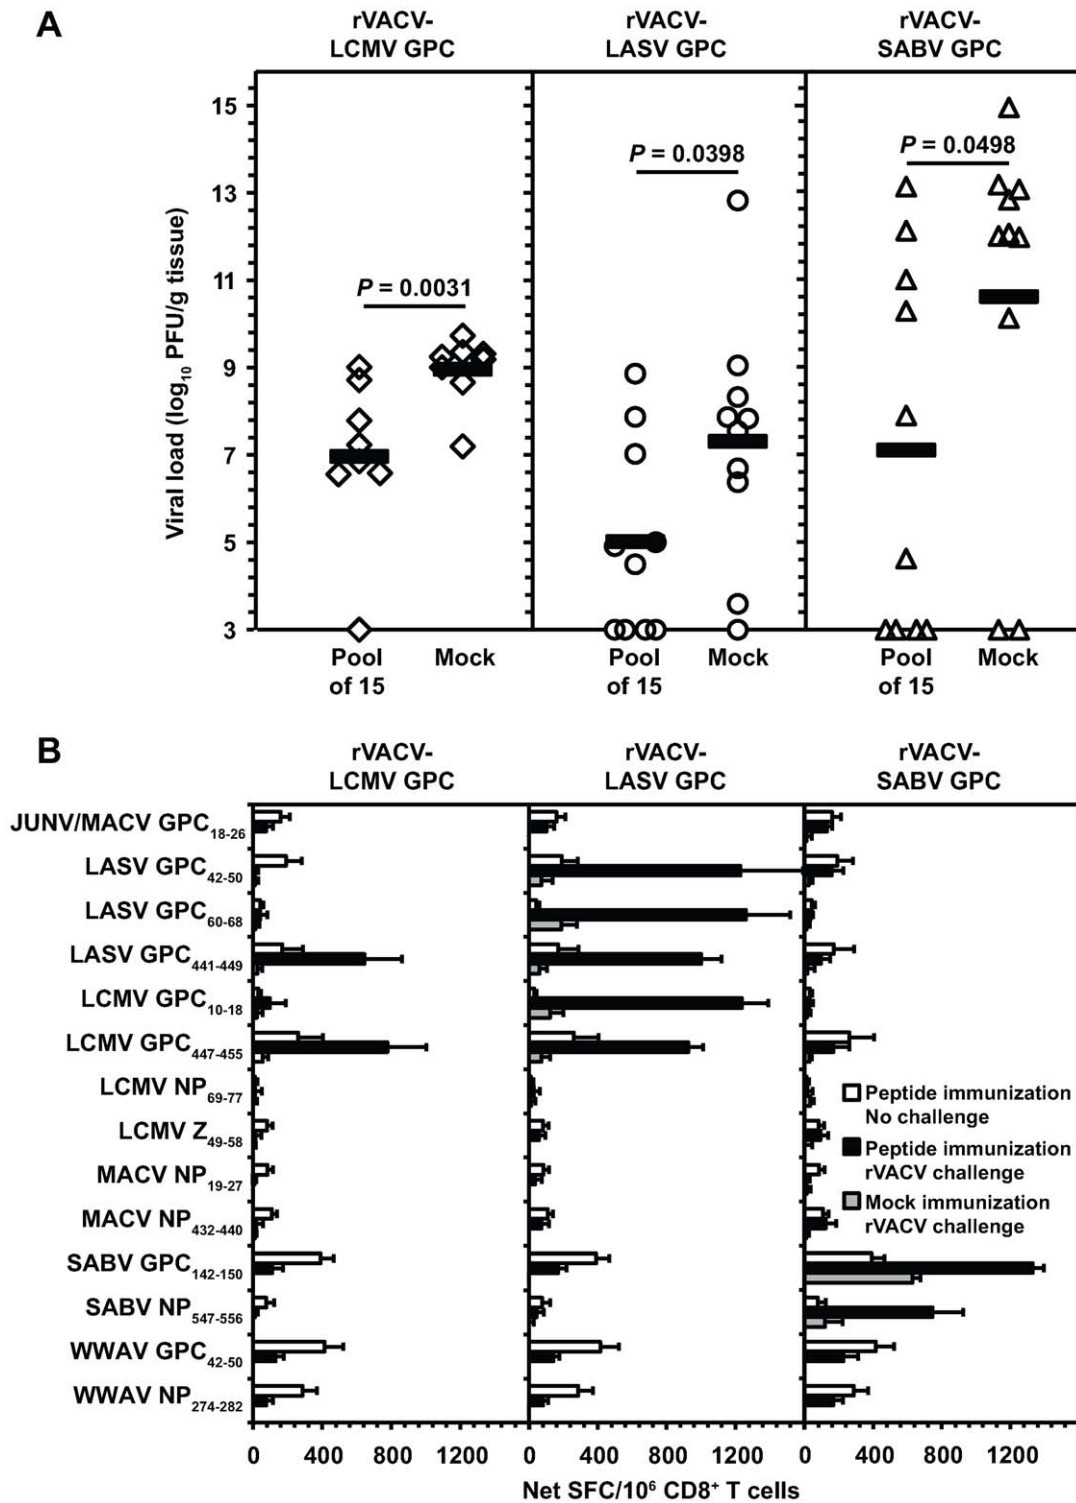 A
rVACV-
LCMV GPC
rVACV-
LASV GPC
rVACV-
SABV GPC
Viral load (log10 PFU/g tissue)
15
13
11
9
7
5
3
P = 0.0031
P = 0.0398
P = 0.0498
Pool
of 15
Mock
Pool
of 15
Mock
Pool
of 15
Mock
B
rVACV-
LCMV GPC
rVACV-
LASV GPC
rVACV-
SABV GPC
JUNV/MACV GPC18-26
LASV GPC42-50
LASV GPC60-68
LASV GPC441-449
LCMV GPC10-18
LCMV GPC447-455
LCMV NP69-77
LCMV Z49-58
MACV NP19-27
MACV NP432-440
SABV GPC142-150
SABV NP547-556
WWAV GPC42-50
WWAV NP274-282
Peptide immunization
No challenge
Peptide immunization
rVACV challenge
Mock immunization
rVACV challenge
0 400 800 1200 0 400 800 1200 0 400 800 1200
Net SFC/10⁶ CD8⁺ T cells